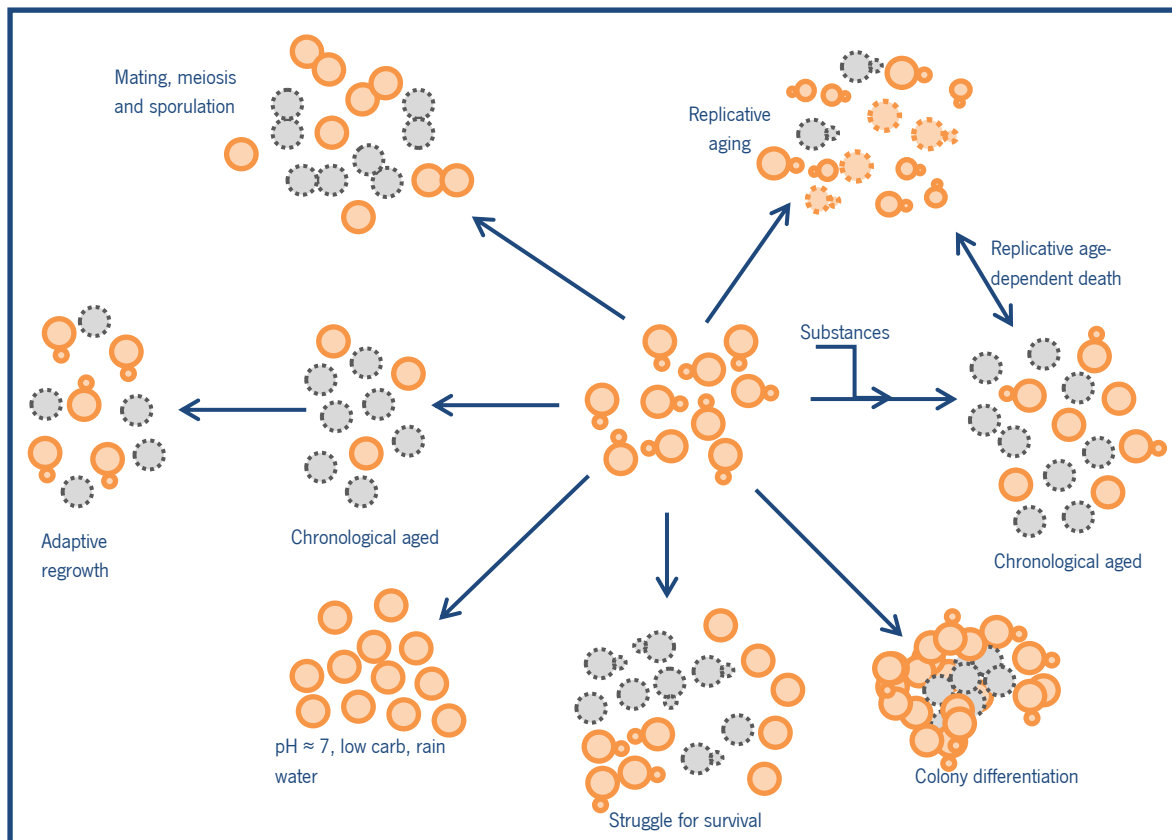 Mating, meiosis
and sporulation
Replicative
aging
Replicative age-
dependent death
Substances
Chronological aged
Adaptive
regrowth
Chronological aged
pH ≈ 7, low carb, rain
water
Struggle for survival
Colony differentiation